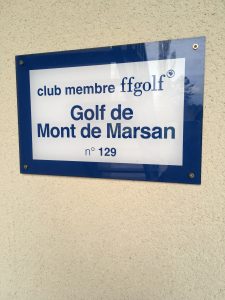 club membre ffgolf
Golf de
Mont de Marsan
n° 129